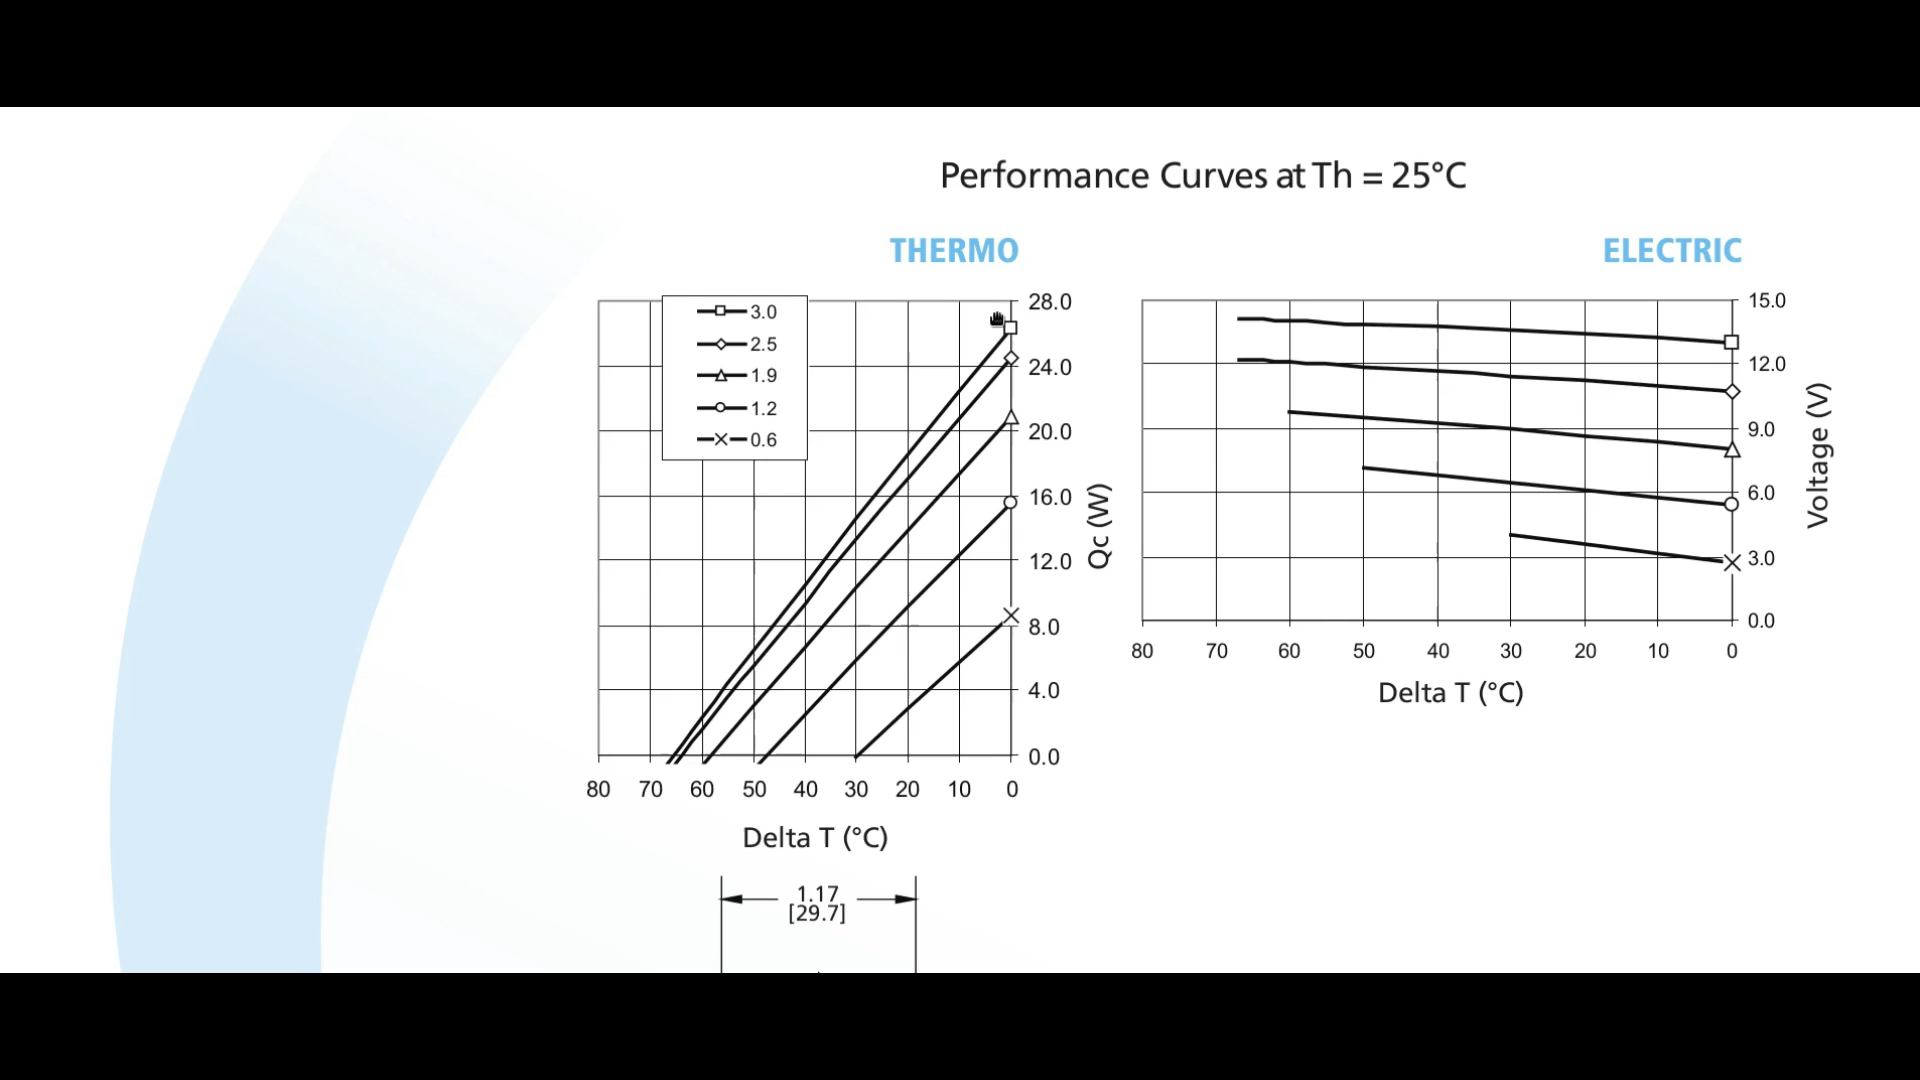 Performance Curves at Th = 25°C
THERMO
3.0
2.5
1.9
1.2
0.6
28.0
24.0
20.0
16.0
12.0
8.0
4.0
0.0
Qc (W)
80 70 60 50 40 30 20 10 0
Delta T (°C)
1.17
[29.7]
ELECTRIC
15.0
12.0
9.0
6.0
3.0
0.0
Voltage (V)
80 70 60 50 40 30 20 10 0
Delta T (°C)